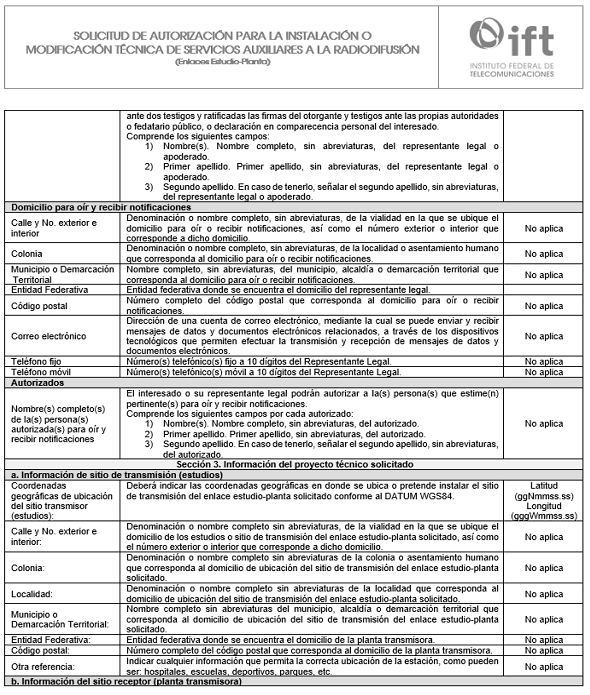 SOLICITUD DE AUTORIZACIÓN PARA LA INSTALACIÓN O
MODIFICACIÓN TÉCNICA DE SERVICIOS AUXILIARES A LA RADIODIFUSIÓN
(Enlaces Estudio-Planta)
ift
INSTITUTO FEDERAL DE
TELECOMUNICACIONES
ante dos testigos y ratificadas las firmas del otorgante y testigos ante las propias autoridades
o fedatario público, o declaración en comparecencia personal del interesado.
Comprende los siguientes campos:
1) Nombre(s). Nombre completo, sin abreviaturas, del representante legal o
apoderado.
2) Primer apellido. Primer apellido, sin abreviaturas, del representante legal o
apoderado.
3) Segundo apellido. En caso de tenerlo, señalar el segundo apellido, sin abreviaturas,
del representante legal o apoderado.
Domicilio para oír y recibir notificaciones
Calle y No. exterior e
interior
Denominación o nombre completo, sin abreviaturas, de la vialidad en la que se ubique el
domicilio para oír o recibir notificaciones, así como el número exterior o interior que
corresponde a dicho domicilio.
No aplica
Colonia
Denominación o nombre completo, sin abreviaturas, de la localidad o asentamiento humano
que corresponda al domicilio para oír o recibir notificaciones.
No aplica
Municipio o Demarcación
Territorial
Nombre completo, sin abreviaturas, del municipio, alcaldía o demarcación territorial que
corresponda al domicilio para oír o recibir notificaciones.
No aplica
Entidad Federativa
Entidad federativa donde se encuentra el domicilio del representante legal.
No aplica
Código postal
Número completo del código postal que corresponda al domicilio para oír o recibir
notificaciones.
No aplica
Correo electrónico
Dirección de una cuenta de correo electrónico, mediante la cual se puede enviar y recibir
mensajes de datos y documentos electrónicos relacionados, a través de los dispositivos
tecnológicos que permiten efectuar la transmisión y recepción de mensajes de datos y
documentos electrónicos.
No aplica
Teléfono fijo
Número(s) telefónico(s) fijo a 10 dígitos del Representante Legal.
No aplica
Teléfono móvil
Número(s) telefónico(s) móvil a 10 dígitos del Representante Legal.
No aplica
Autorizados
Nombre(s) completo(s)
de la(s) persona(s)
autorizada(s) para oír y
recibir notificaciones
El interesado o su representante legal podrán autorizar a la(s) persona(s) que estime(n)
pertinente(s) para oír y recibir notificaciones.
Comprende los siguientes campos por cada autorizado:
1) Nombre(s). Nombre completo, sin abreviaturas, del autorizado.
2) Primer apellido. Primer apellido, sin abreviaturas, del autorizado.
3) Segundo apellido. En caso de tenerlo, señalar el segundo apellido, sin abreviaturas,
del autorizado.
No aplica
Sección 3. Información del proyecto técnico solicitado
a. Información de sitio de transmisión (estudios)
Coordenadas
geográficas de ubicación
del sitio transmisor
(estudios):
Deberá indicar las coordenadas geográficas en donde se ubica o pretende instalar el sitio
de transmisión del enlace estudio-planta solicitado conforme al DATUM WGS84.
Latitud
(ggNmmss.ss)
Longitud
(gggWmmss.ss)
Calle y No. exterior e
interior:
Denominación o nombre completo, sin abreviaturas, de la vialidad en la que se ubique el
domicilio de los estudios o sitio de transmisión del enlace estudio-planta solicitado, así como
el número exterior o interior que corresponde a dicho domicilio.
No aplica
Colonia:
Denominación o nombre completo sin abreviaturas de la colonia o asentamiento humano
que corresponda al domicilio de ubicación del sitio de transmisión del enlace estudio-planta
solicitado.
No aplica
Localidad:
Denominación o nombre completo sin abreviaturas de la localidad que corresponda al
domicilio de ubicación del sitio de transmisión del enlace estudio-planta solicitado.
No aplica
Municipio o
Demarcación Territorial:
Nombre completo sin abreviaturas del municipio, alcaldía o demarcación territorial que
corresponda al domicilio de ubicación del sitio de transmisión del enlace estudio-planta
solicitado.
No aplica
Entidad Federativa:
Entidad federativa donde se encuentra el domicilio de la planta transmisora.
No aplica
Código postal:
Número completo del código postal que corresponda al domicilio de la planta transmisora.
No aplica
Otra referencia:
Indicar cualquier información que permita la correcta ubicación de la estación, como pueden
ser: hospitales, escuelas, deportivos, parques, etc.
No aplica
b. Información del sitio receptor (planta transmisora)